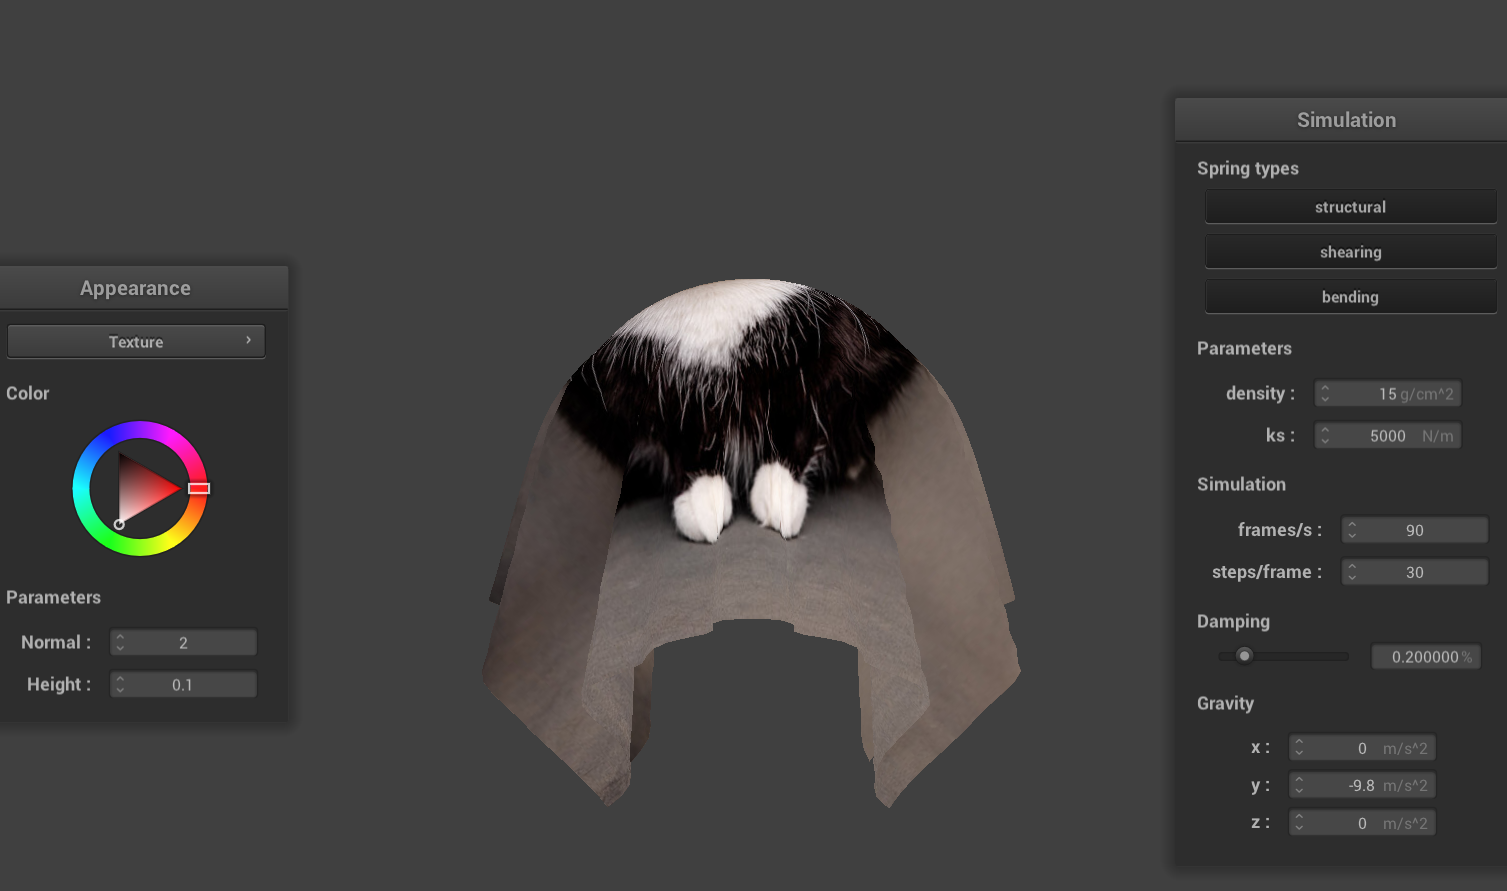 Appearance
Texture
Color
Parameters
Normal : 2
Height : 0.1
Simulation
Spring types
structural
shearing
bending
Parameters
density : 15 g/cm^2
ks : 5000 N/m
Simulation
frames/s : 90
steps/frame : 30
Damping
0.200000 %
Gravity
x : 0 m/s^2
y : -9.8 m/s^2
z : 0 m/s^2